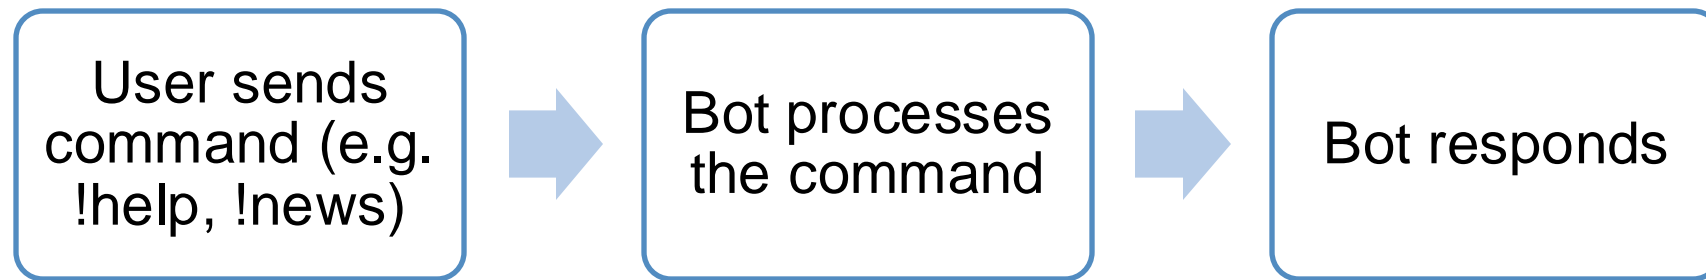 User sends
command (e.g.
!help, !news)
Bot processes
the command
Bot responds